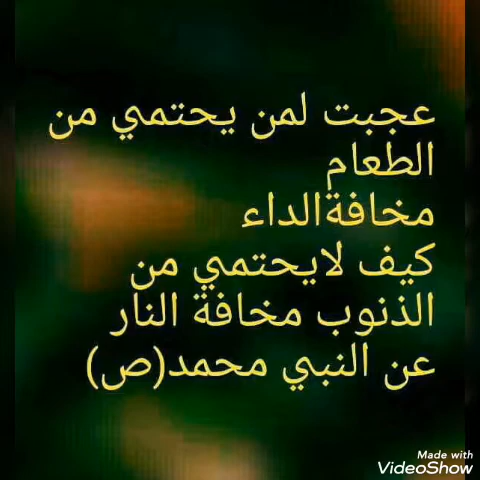 عجبت لمن يحتمي من
الطعام
مخافةالداء
كيف لايحتمي من
الذنوب مخافة النار
عن النبي محمد(ص)
Made with
VideoShow